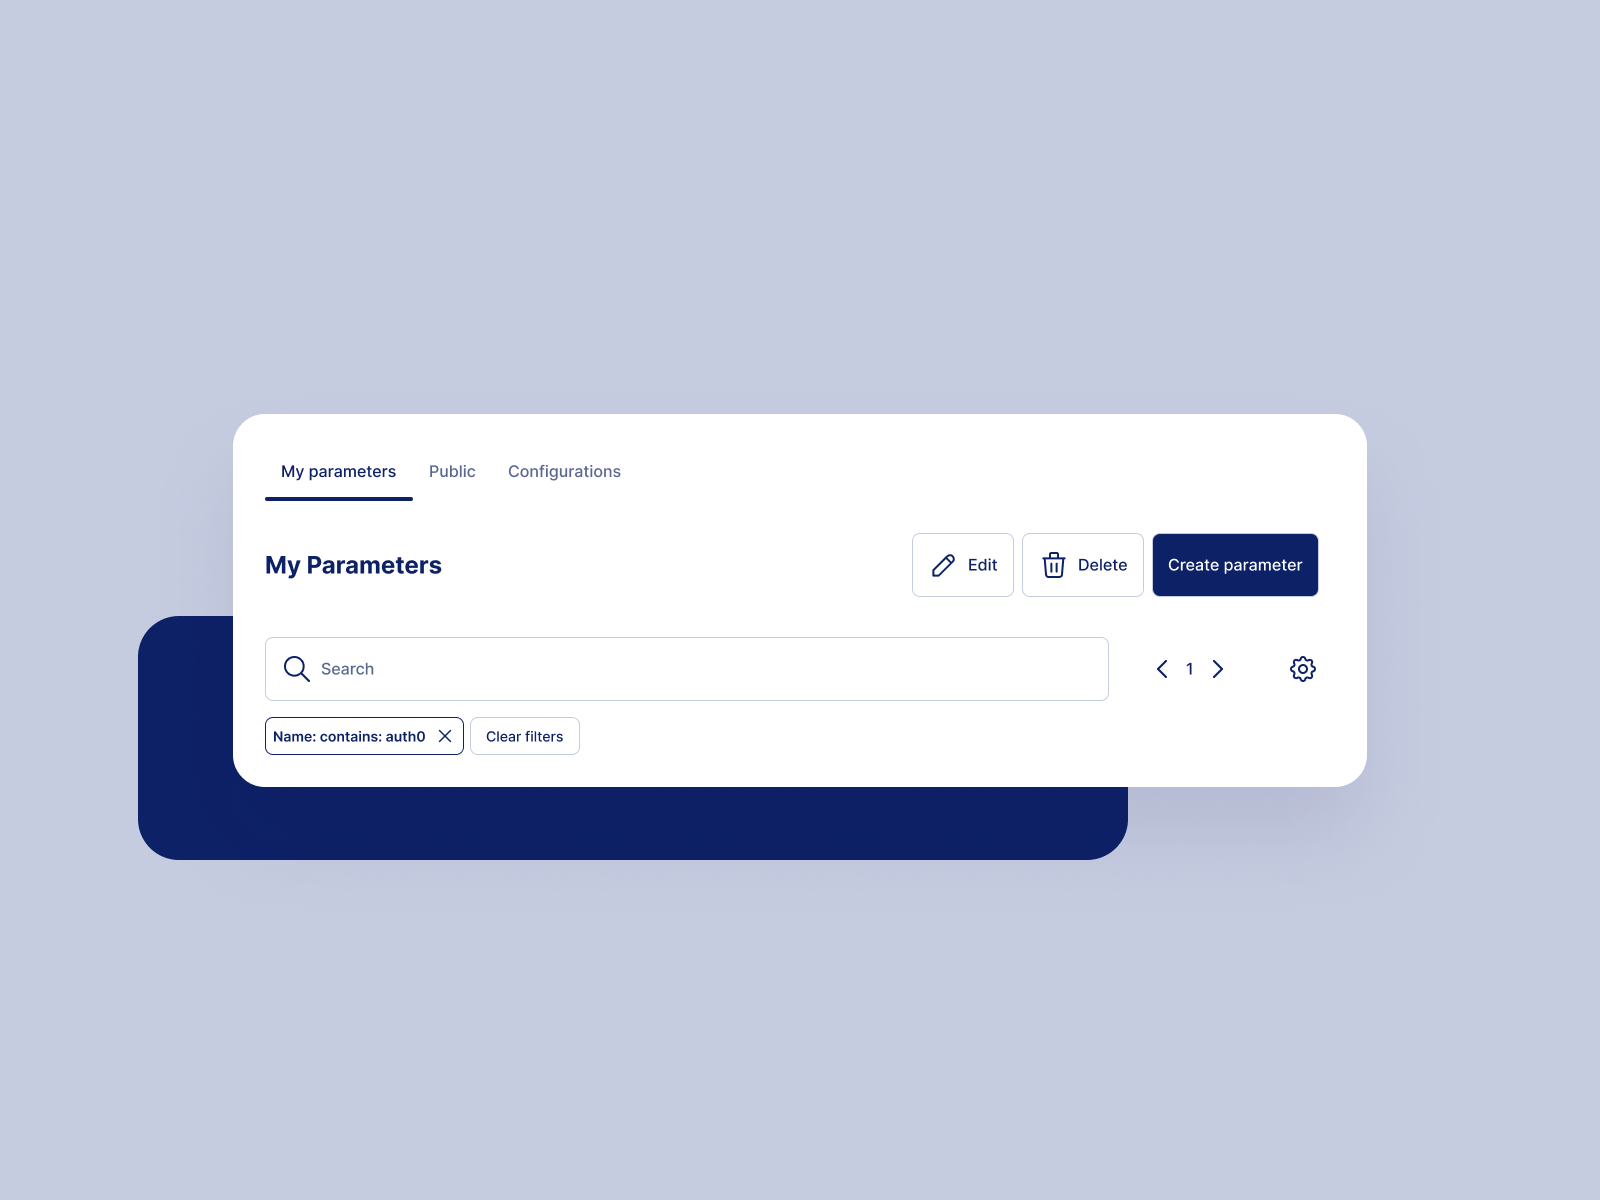 My parameters Public Configurations
My Parameters Edit Delete Create parameter
Search 1
Name: contains: auth0 Clear filters